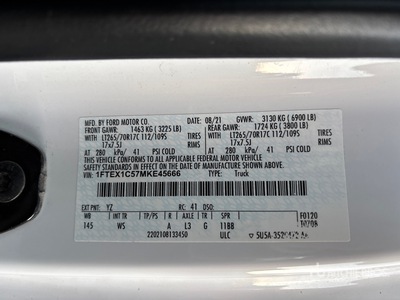 MFD. BY FORD MOTOR CO. 08/21 GVWR: 3130 KG (6900 LB)
FRONT GAWR: 1463 KG (3225 LB) REAR GAWR: 1724 KG (3800 LB)
WITH LT265/70R17C 112/109S TIRES WITH LT265/70R17C 112/109S TIRES
17x7.5J RIMS 17x7.5J RIMS
AT 280 kPa/ 41 PSI COLD AT 280 kPa/ 41 PSI COLD
THIS VEHICLE CONFORMS TO ALL APPLICABLE FEDERAL MOTOR VEHICLE
SAFETY STANDARDS IN EFFECT ON THE DATE OF MANUFACTURE SHOWN ABOVE.
VIN: 1FTEX1C57MKE45666 TYPE: Truck
EXT PNT: YZ RC: 41 DSO:
WB INT TR TP/PS R AXLE TR SPR F0120
145 WS A L3 G 11BB T0708
2202108133450 ULC